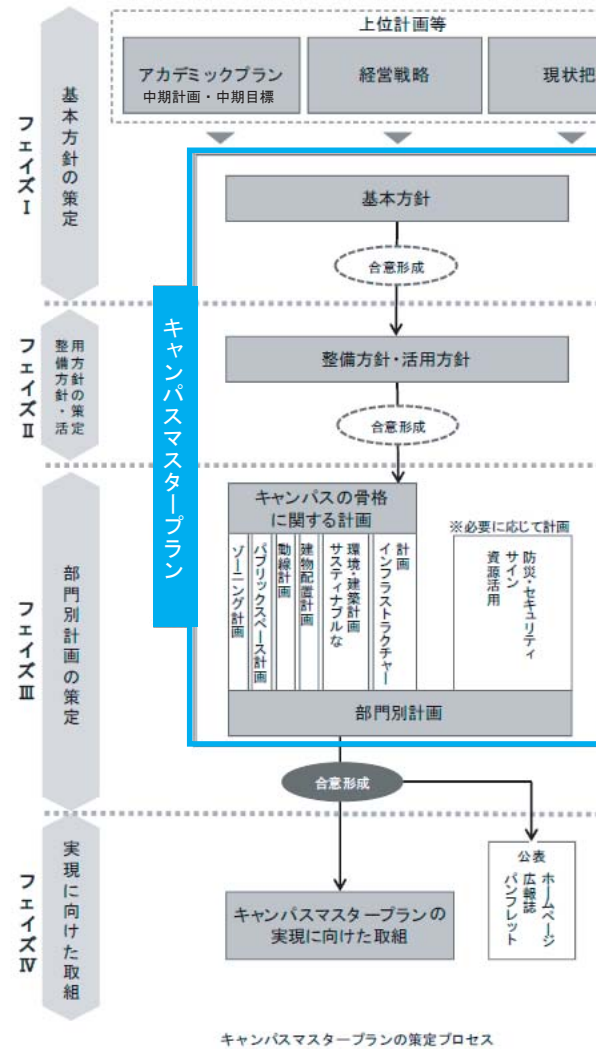 上位計画等
アカデミックプラン
中期計画・中期目標
経営戦略
現状把
フェイズⅠ
基本方針の策定
基本方針
合意形成
キャンパスマスタープラン
フェイズⅡ
整備方針・活
用方針の策定
整備方針・活用方針
合意形成
フェイズⅢ
部門別計画の策定
キャンパスの骨格
に関する計画
ゾーニング計画
パブリックスペース計画
動線計画
建物配置計画
サスティナブルな
環境・建築計画
インフラストラクチャー
計画
※必要に応じて計画
防災・セキュリティ
サイン
資源活用
部門別計画
合意形成
フェイズⅣ
実現に向けた取組
キャンパスマスタープランの
実現に向けた取組
公表
ホームページ
広報誌
パンフレット
キャンパスマスタープランの策定プロセス